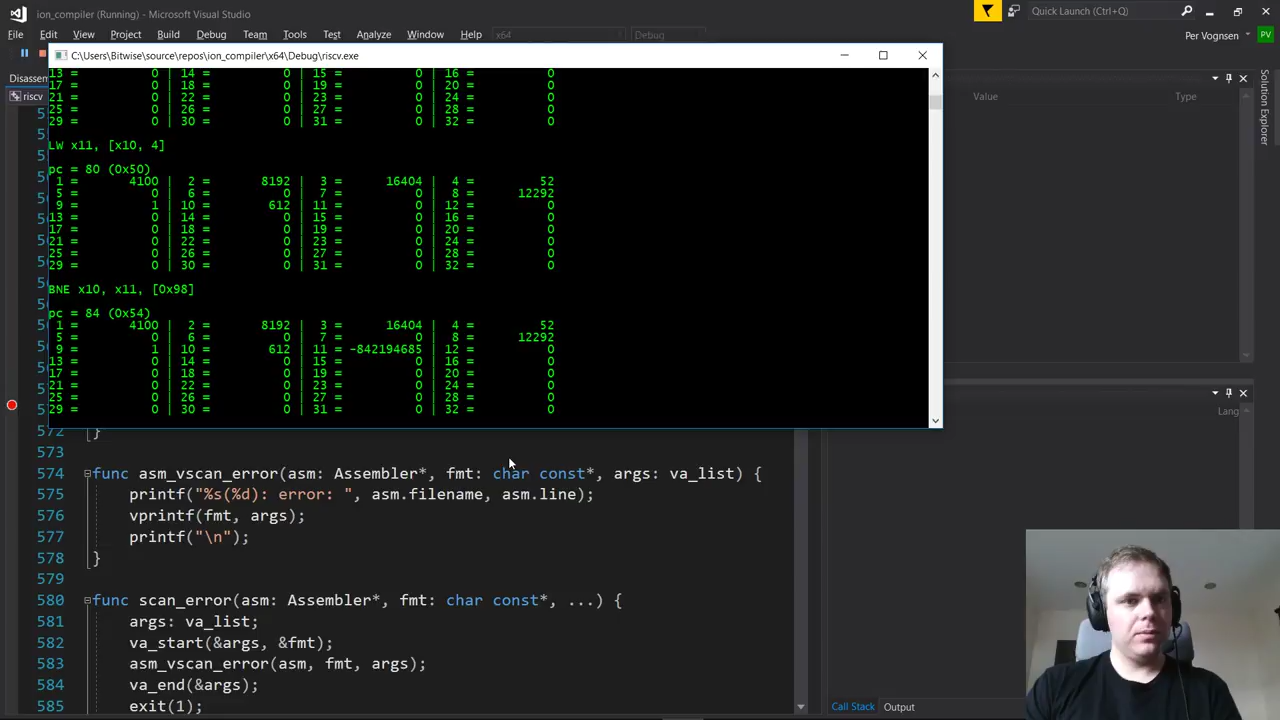 ion_compiler (Running) - Microsoft Visual Studio
Quick Launch (Ctrl+Q)
File Edit View Project Build Debug Team Tools Test Analyze Window Help x64 Debug
Per Vognsen PV
C:\Users\Bitwise\source\repos\ion_compiler\x64\Debug\riscv.exe
Disassem
riscv
Value Type
Solution Explorer
13 = 0 | 14 = 0 | 15 = 0 | 16 = 0
17 = 0 | 18 = 0 | 19 = 0 | 20 = 0
21 = 0 | 22 = 0 | 23 = 0 | 24 = 0
25 = 0 | 26 = 0 | 27 = 0 | 28 = 0
29 = 0 | 30 = 0 | 31 = 0 | 32 = 0
LW x11, [x10, 4]
pc = 80 (0x50)
1 = 4100 | 2 = 8192 | 3 = 16404 | 4 = 52
5 = 0 | 6 = 0 | 7 = 0 | 8 = 12292
9 = 1 | 10 = 612 | 11 = 0 | 12 = 0
13 = 0 | 14 = 0 | 15 = 0 | 16 = 0
17 = 0 | 18 = 0 | 19 = 0 | 20 = 0
21 = 0 | 22 = 0 | 23 = 0 | 24 = 0
25 = 0 | 26 = 0 | 27 = 0 | 28 = 0
29 = 0 | 30 = 0 | 31 = 0 | 32 = 0
BNE x10, x11, [0x98]
pc = 84 (0x54)
1 = 4100 | 2 = 8192 | 3 = 16404 | 4 = 52
5 = 0 | 6 = 0 | 7 = 0 | 8 = 12292
9 = 1 | 10 = 612 | 11 = -842194685 | 12 = 0
13 = 0 | 14 = 0 | 15 = 0 | 16 = 0
17 = 0 | 18 = 0 | 19 = 0 | 20 = 0
21 = 0 | 22 = 0 | 23 = 0 | 24 = 0
25 = 0 | 26 = 0 | 27 = 0 | 28 = 0
29 = 0 | 30 = 0 | 31 = 0 | 32 = 0
Lang
572 }
573
574 func asm_vscan_error(asm: Assembler*, fmt: char const*, args: va_list) {
575 printf("%s(%d): error: ", asm.filename, asm.line);
576 vprintf(fmt, args);
577 printf("\n");
578 }
579
580 func scan_error(asm: Assembler*, fmt: char const*, ...) {
581 args: va_list;
582 va_start(&args, &fmt);
583 asm_vscan_error(asm, fmt, args);
584 va_end(&args);
585 exit(1);
Call Stack Output